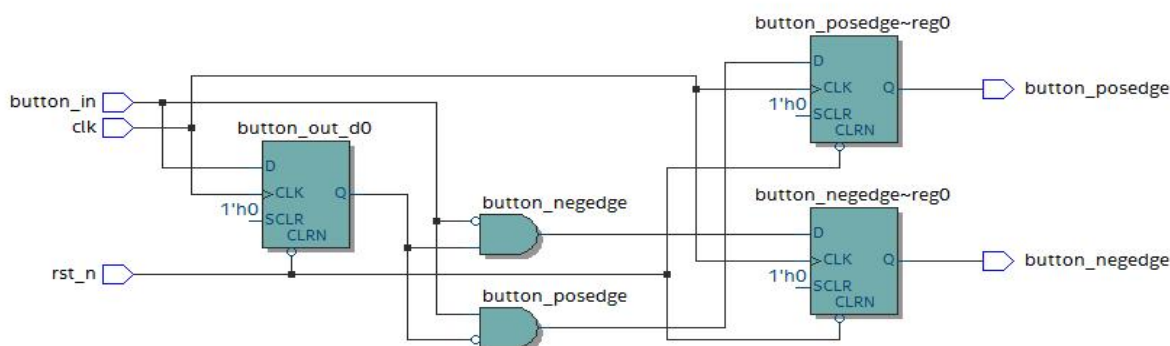 button_posedge~reg0
button_in
clk
rst_n
button_out_d0
D
CLK
Q
1'h0
SCLR
CLRN
button_negedge
button_posedge
D
CLK
Q
1'h0
SCLR
CLRN
button_posedge
button_negedge~reg0
D
CLK
Q
1'h0
SCLR
CLRN
button_negedge